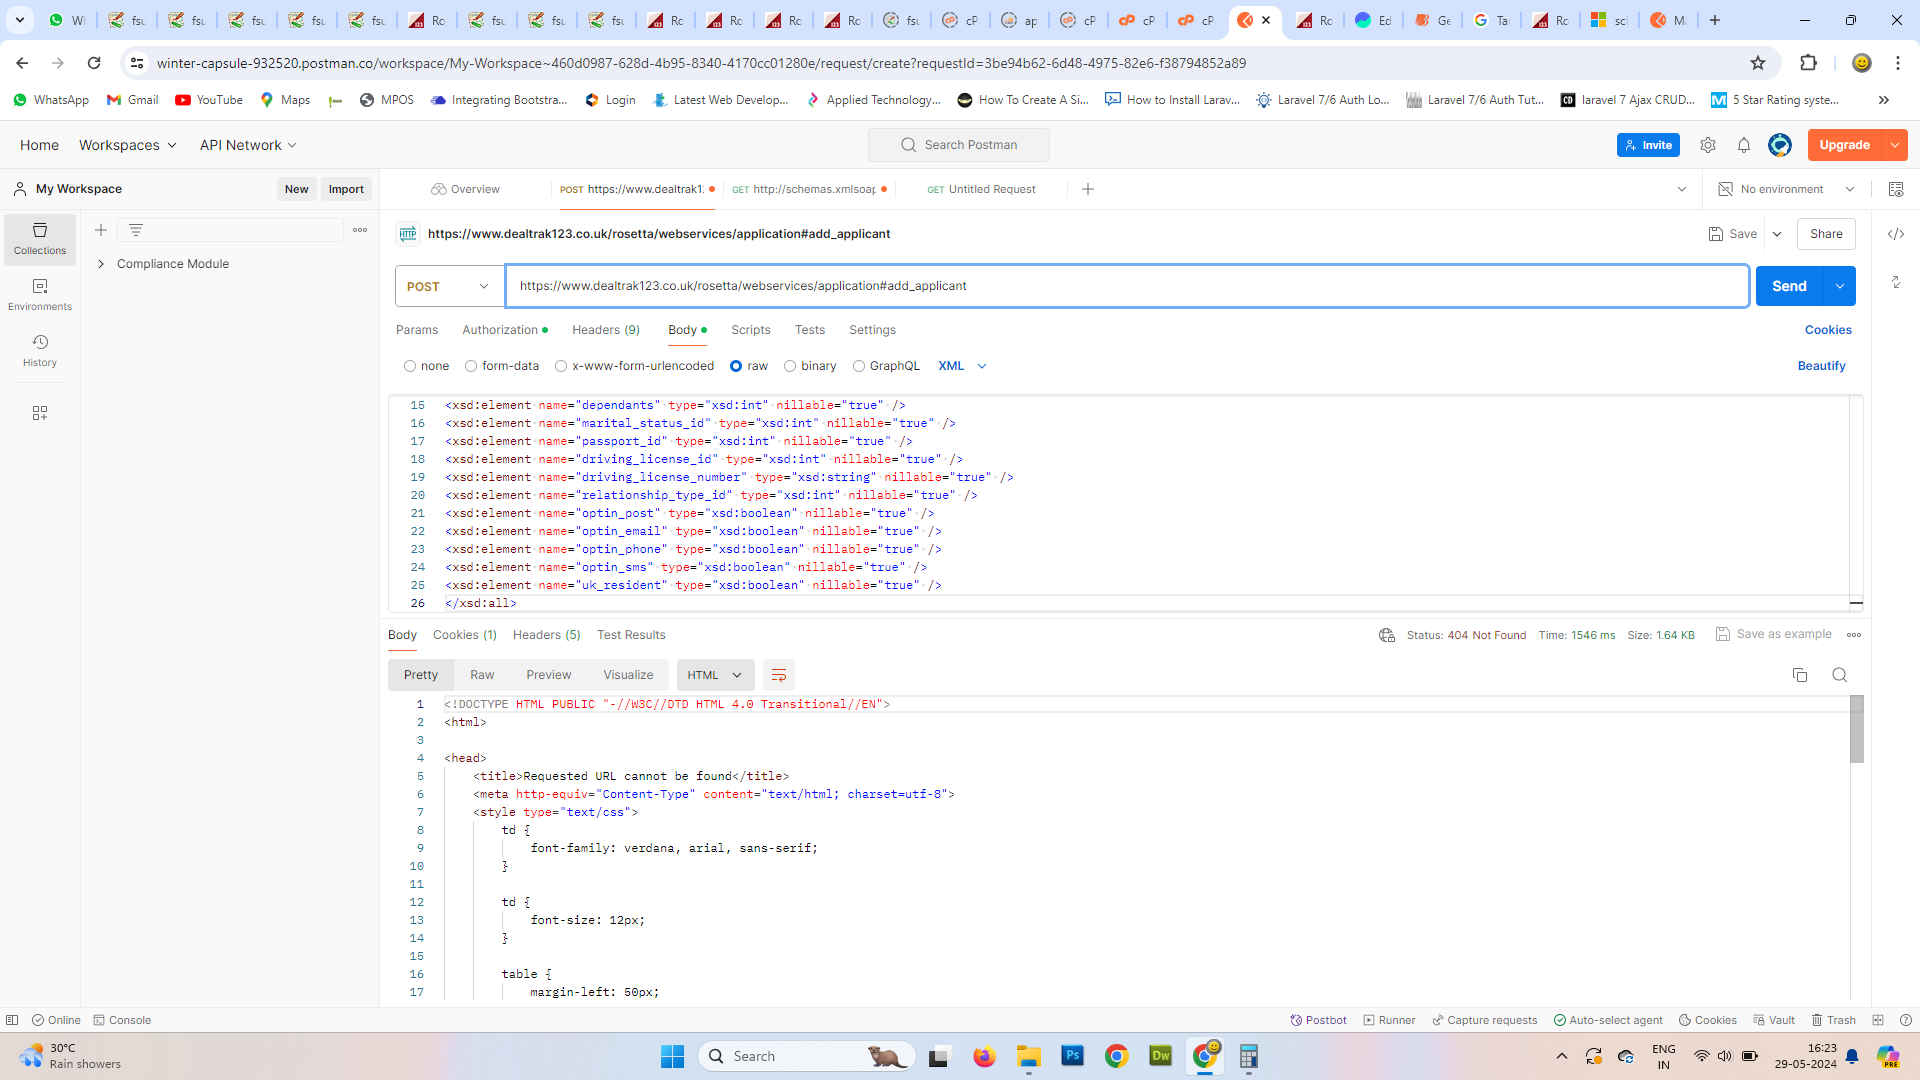 Wl
fsu
fsu
fsu
fsu
fsu
Ro
fsu
fsu
fsu
Ro
Ro
Ro
Ro
fsu
cP
ap
cP
cP
cP
Ro
Ed
Ge
Ta
Ro
scl
Ma
winter-capsule-932520.postman.co/workspace/My-Workspace~460d0987-628d-4b95-8340-4170cc01280e/request/create?requestId=3be94b62-6d48-4975-82e6-f38794852a89
WhatsApp
Gmail
YouTube
Maps
MPOS
Integrating Bootstra...
Login
Latest Web Develop...
Applied Technology...
How To Create A Si...
How to Install Larav...
Laravel 7/6 Auth Lo...
Laravel 7/6 Auth Tut...
laravel 7 Ajax CRUD...
5 Star Rating syste...
Home
Workspaces
API Network
Search Postman
Invite
Upgrade
My Workspace
New
Import
Overview
POST https://www.dealtrak1:
GET http://schemas.xmlsoap
GET Untitled Request
No environment
Collections
Environments
History
Compliance Module
HTTP
https://www.dealtrak123.co.uk/rosetta/webservices/application#add_applicant
Save
Share
POST
https://www.dealtrak123.co.uk/rosetta/webservices/application#add_applicant
Send
Params
Authorization
Headers (9)
Body
Scripts
Tests
Settings
Cookies
none
form-data
x-www-form-urlencoded
raw
binary
GraphQL
XML
Beautify
15 <xsd:element name="dependants" type="xsd:int" nillable="true" />
16 <xsd:element name="marital_status_id" type="xsd:int" nillable="true" />
17 <xsd:element name="passport_id" type="xsd:int" nillable="true" />
18 <xsd:element name="driving_license_id" type="xsd:int" nillable="true" />
19 <xsd:element name="driving_license_number" type="xsd:string" nillable="true" />
20 <xsd:element name="relationship_type_id" type="xsd:int" nillable="true" />
21 <xsd:element name="optin_post" type="xsd:boolean" nillable="true" />
22 <xsd:element name="optin_email" type="xsd:boolean" nillable="true" />
23 <xsd:element name="optin_phone" type="xsd:boolean" nillable="true" />
24 <xsd:element name="optin_sms" type="xsd:boolean" nillable="true" />
25 <xsd:element name="uk_resident" type="xsd:boolean" nillable="true" />
26 </xsd:all>
Body
Cookies (1)
Headers (5)
Test Results
Status: 404 Not Found
Time: 1546 ms
Size: 1.64 KB
Save as example
Pretty
Raw
Preview
Visualize
HTML
1 <!DOCTYPE HTML PUBLIC "-//W3C//DTD HTML 4.0 Transitional//EN">
2 <html>
3
4 <head>
5 <title>Requested URL cannot be found</title>
6 <meta http-equiv="Content-Type" content="text/html; charset=utf-8">
7 <style type="text/css">
8 td {
9 font-family: verdana, arial, sans-serif;
10 }
11
12 td {
13 font-size: 12px;
14 }
15
16 table {
17 margin-left: 50px;
Online
Console
Postbot
Runner
Capture requests
Auto-select agent
Cookies
Vault
Trash
30°C
Rain showers
Search
Ps
Dw
ENG
IN
16:23
29-05-2024
PRE